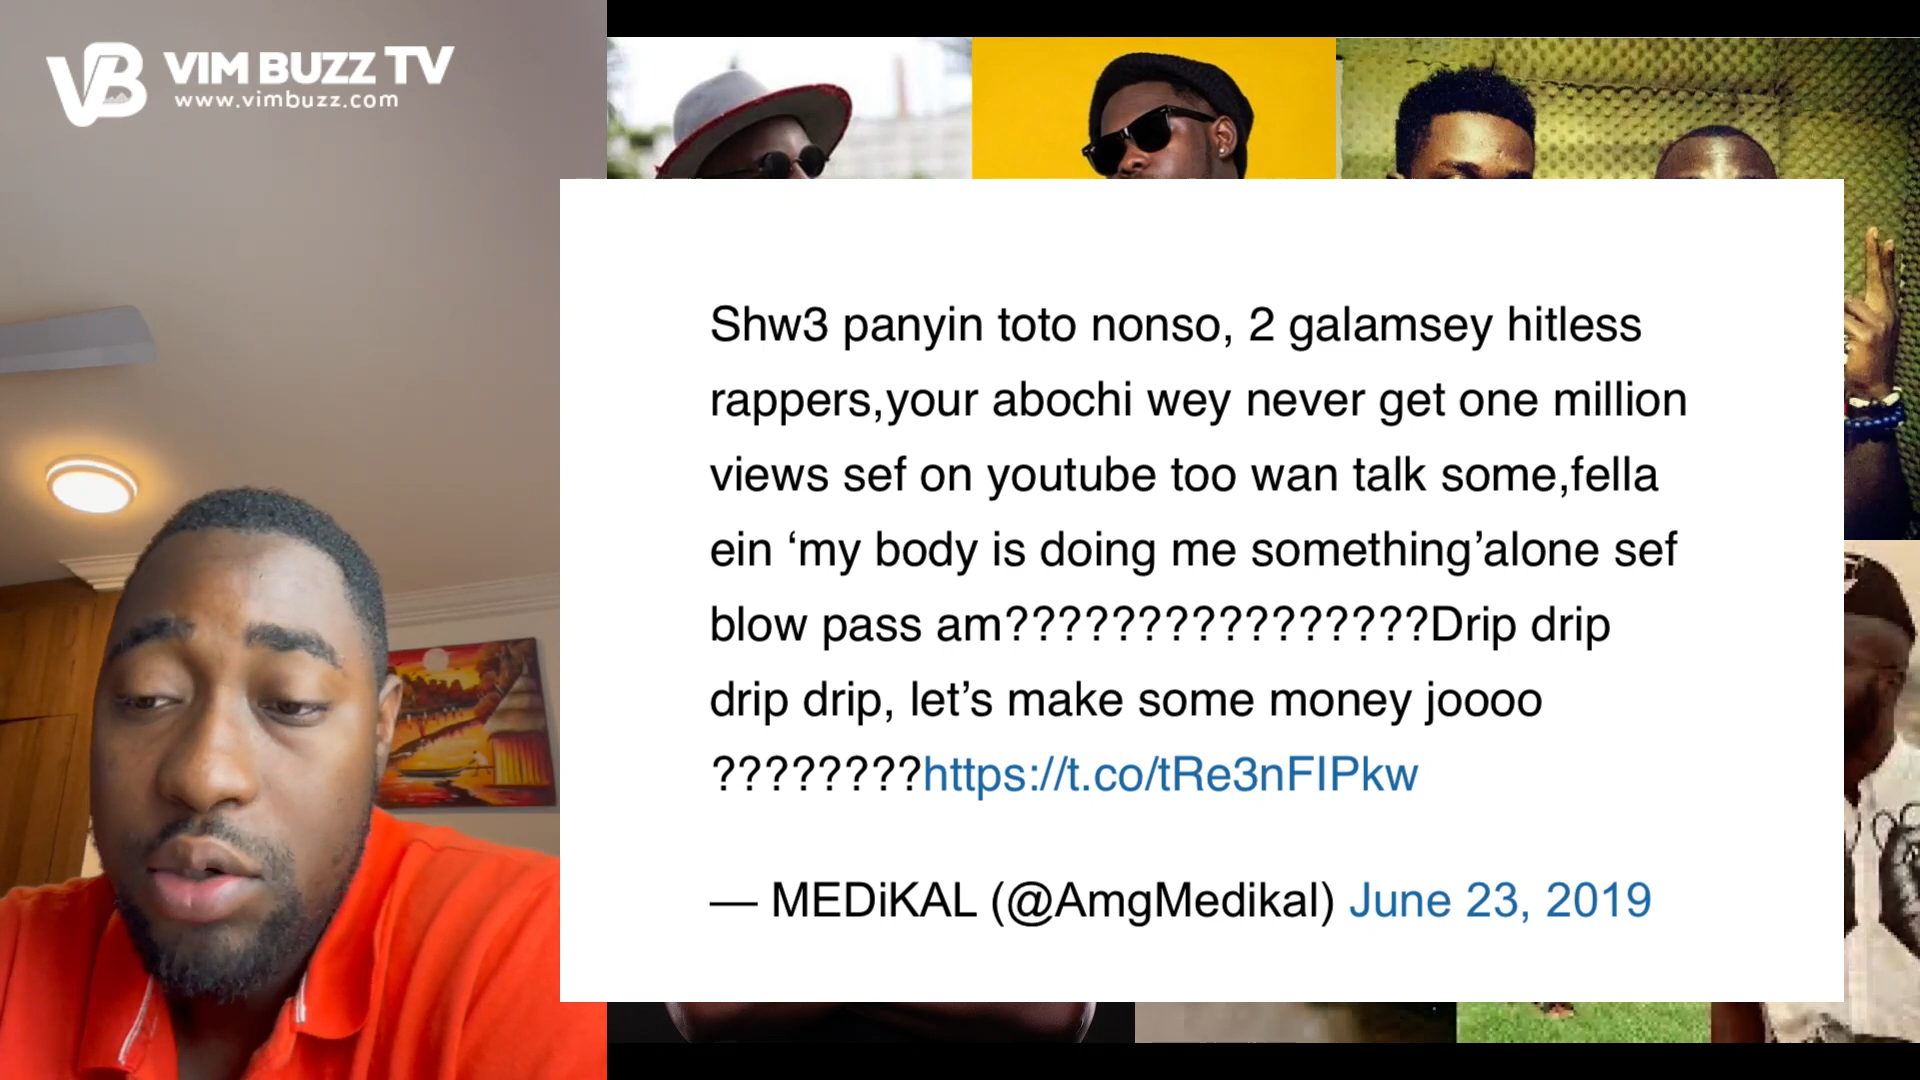 VB VIM BUZZ TV
www.vimbuzz.com
Shw3 panyin toto nonso, 2 galamsey hitless
rappers,your abochi wey never get one million
views sef on youtube too wan talk some,fella
ein ‘my body is doing me something’alone sef
blow pass am????????????????Drip drip
drip drip, let’s make some money joooo
????????https://t.co/tRe3nFIPkw
— MEDiKAL (@AmgMedikal) June 23, 2019